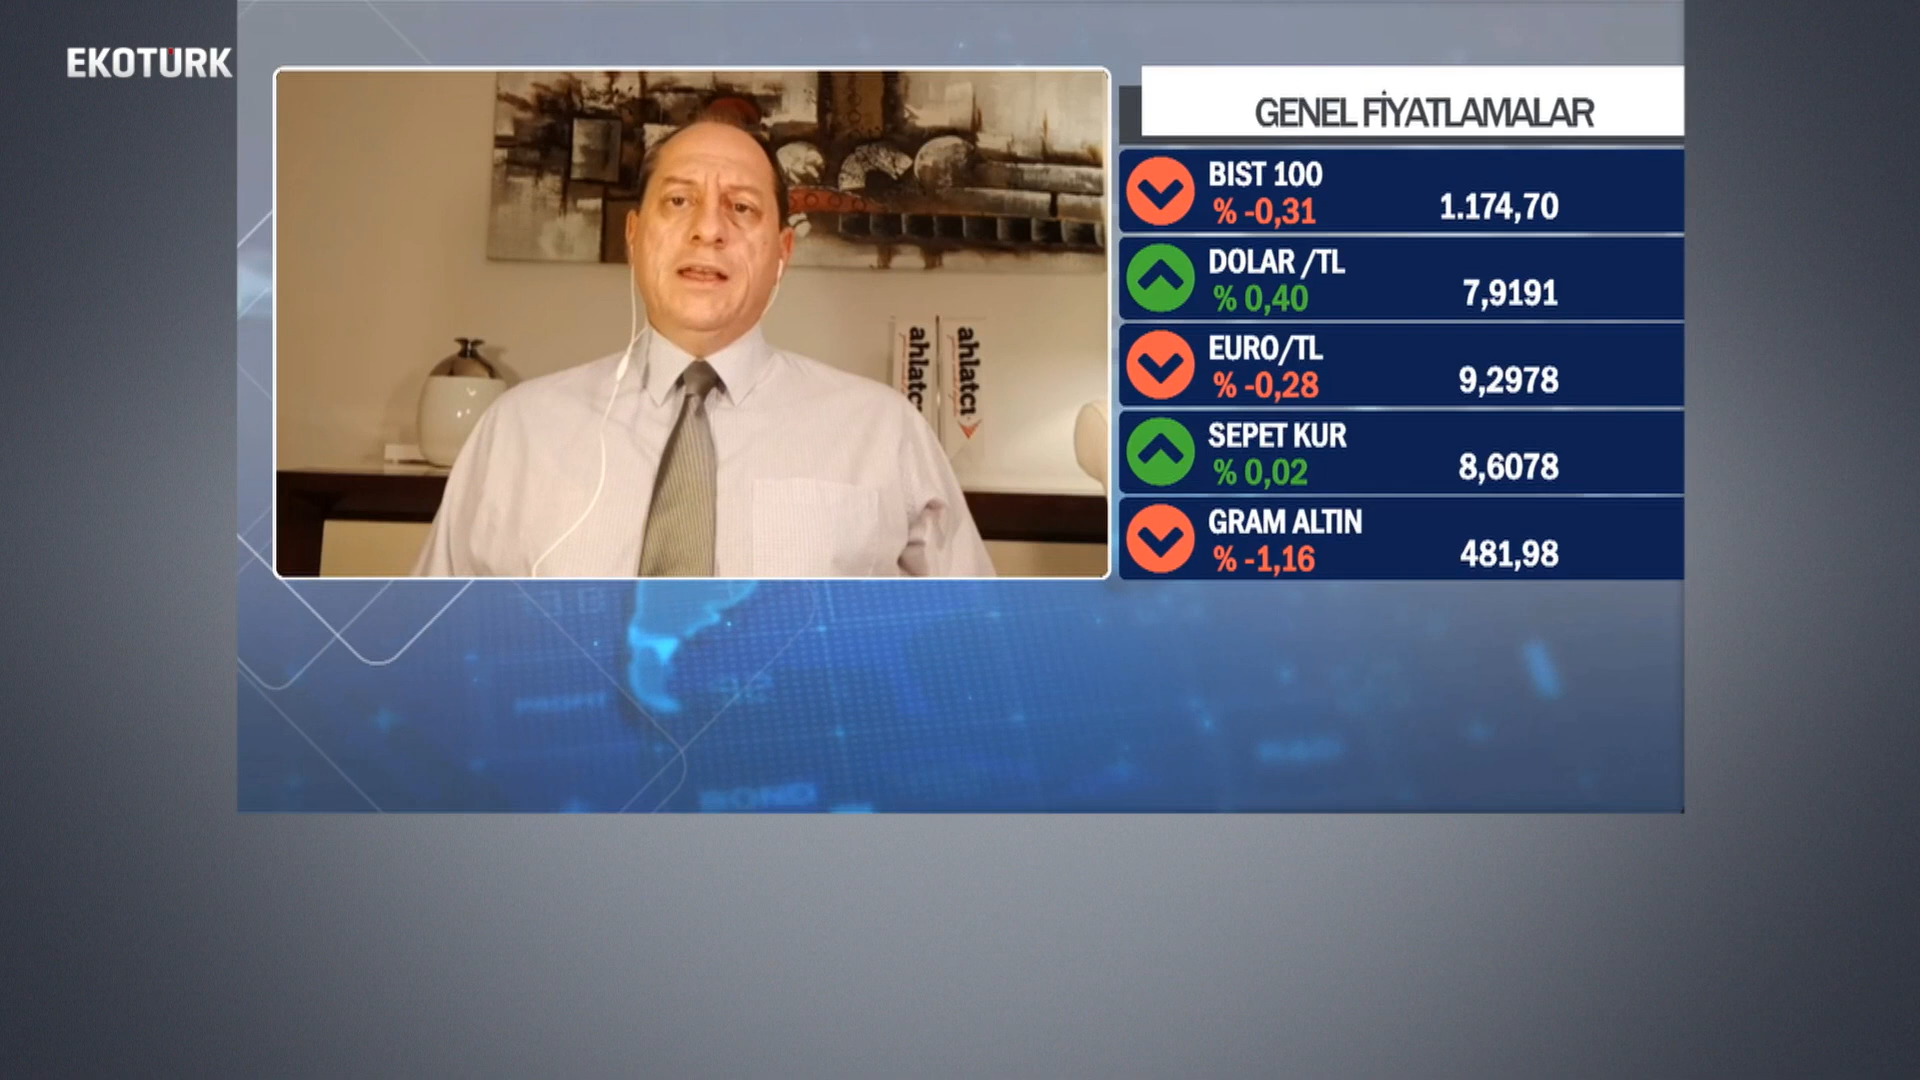 EKOTÜRK
GENEL FİYATLAMALAR
BIST 100
% -0,31
1.174,70
DOLAR /TL
% 0,40
7,9191
EURO/TL
% -0,28
9,2978
SEPET KUR
% 0,02
8,6078
GRAM ALTIN
% -1,16
481,98
ahlatcı
ahlatcı
BOND